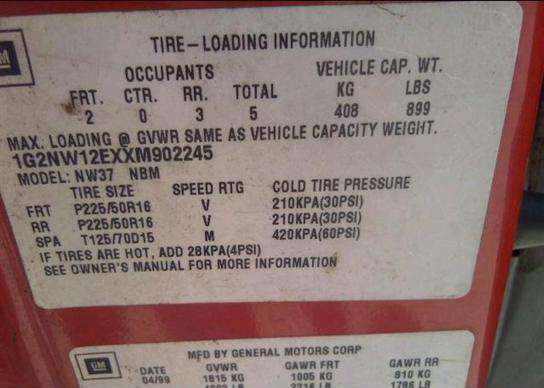 GM
TIRE-LOADING INFORMATION
OCCUPANTS VEHICLE CAP. WT.
FRT. CTR. RR. TOTAL KG LBS
2 0 3 5 408 899
MAX. LOADING @ GVWR SAME AS VEHICLE CAPACITY WEIGHT.
1G2NW12EXXM902245
MODEL: NW37 NBM
TIRE SIZE SPEED RTG COLD TIRE PRESSURE
FRT P225/50R16 V 210KPA(30PSI)
RR P225/50R16 V 210KPA(30PSI)
SPA T125/70D15 M 420KPA(60PSI)
IF TIRES ARE HOT, ADD 28KPA(4PSI)
SEE OWNER'S MANUAL FOR MORE INFORMATION
MFD BY GENERAL MOTORS CORP
GM DATE GVWR GAWR FRT GAWR RR
04/99 1815 KG 1005 KG 810 KG
LB LB 1786 LB